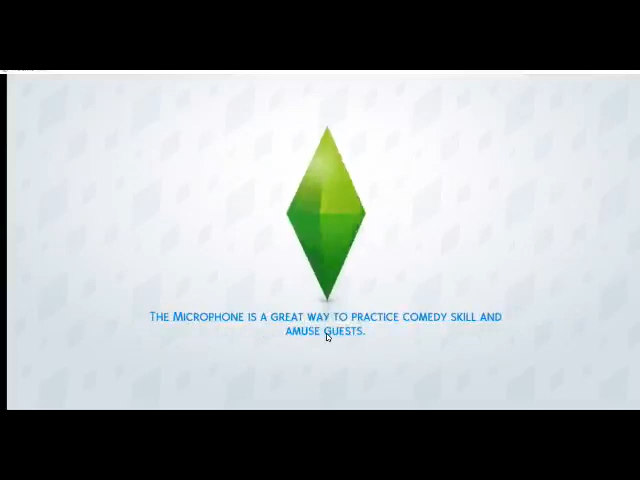 THE MICROPHONE IS A GREAT WAY TO PRACTICE COMEDY SKILL AND
AMUSE GUESTS.